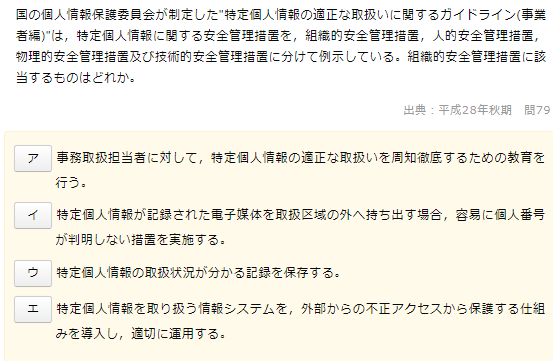 国の個人情報保護委員会が制定した"特定個人情報の適正な取扱いに関するガイドライン(事業
者編)"は，特定個人情報に関する安全管理措置を，組織的安全管理措置，人的安全管理措置，
物理的安全管理措置及び技術的安全管理措置に分けて例示している。組織的安全管理措置に該
当するものはどれか。
出典：平成28年秋期　問79
ア 事務取扱担当者に対して，特定個人情報の適正な取扱いを周知徹底するための教育を
行う。
イ 特定個人情報が記録された電子媒体を取扱区域の外へ持ち出す場合，容易に個人番号
が判明しない措置を実施する。
ウ 特定個人情報の取扱状況が分かる記録を保存する。
エ 特定個人情報を取り扱う情報システムを，外部からの不正アクセスから保護する仕組
みを導入し，適切に運用する。